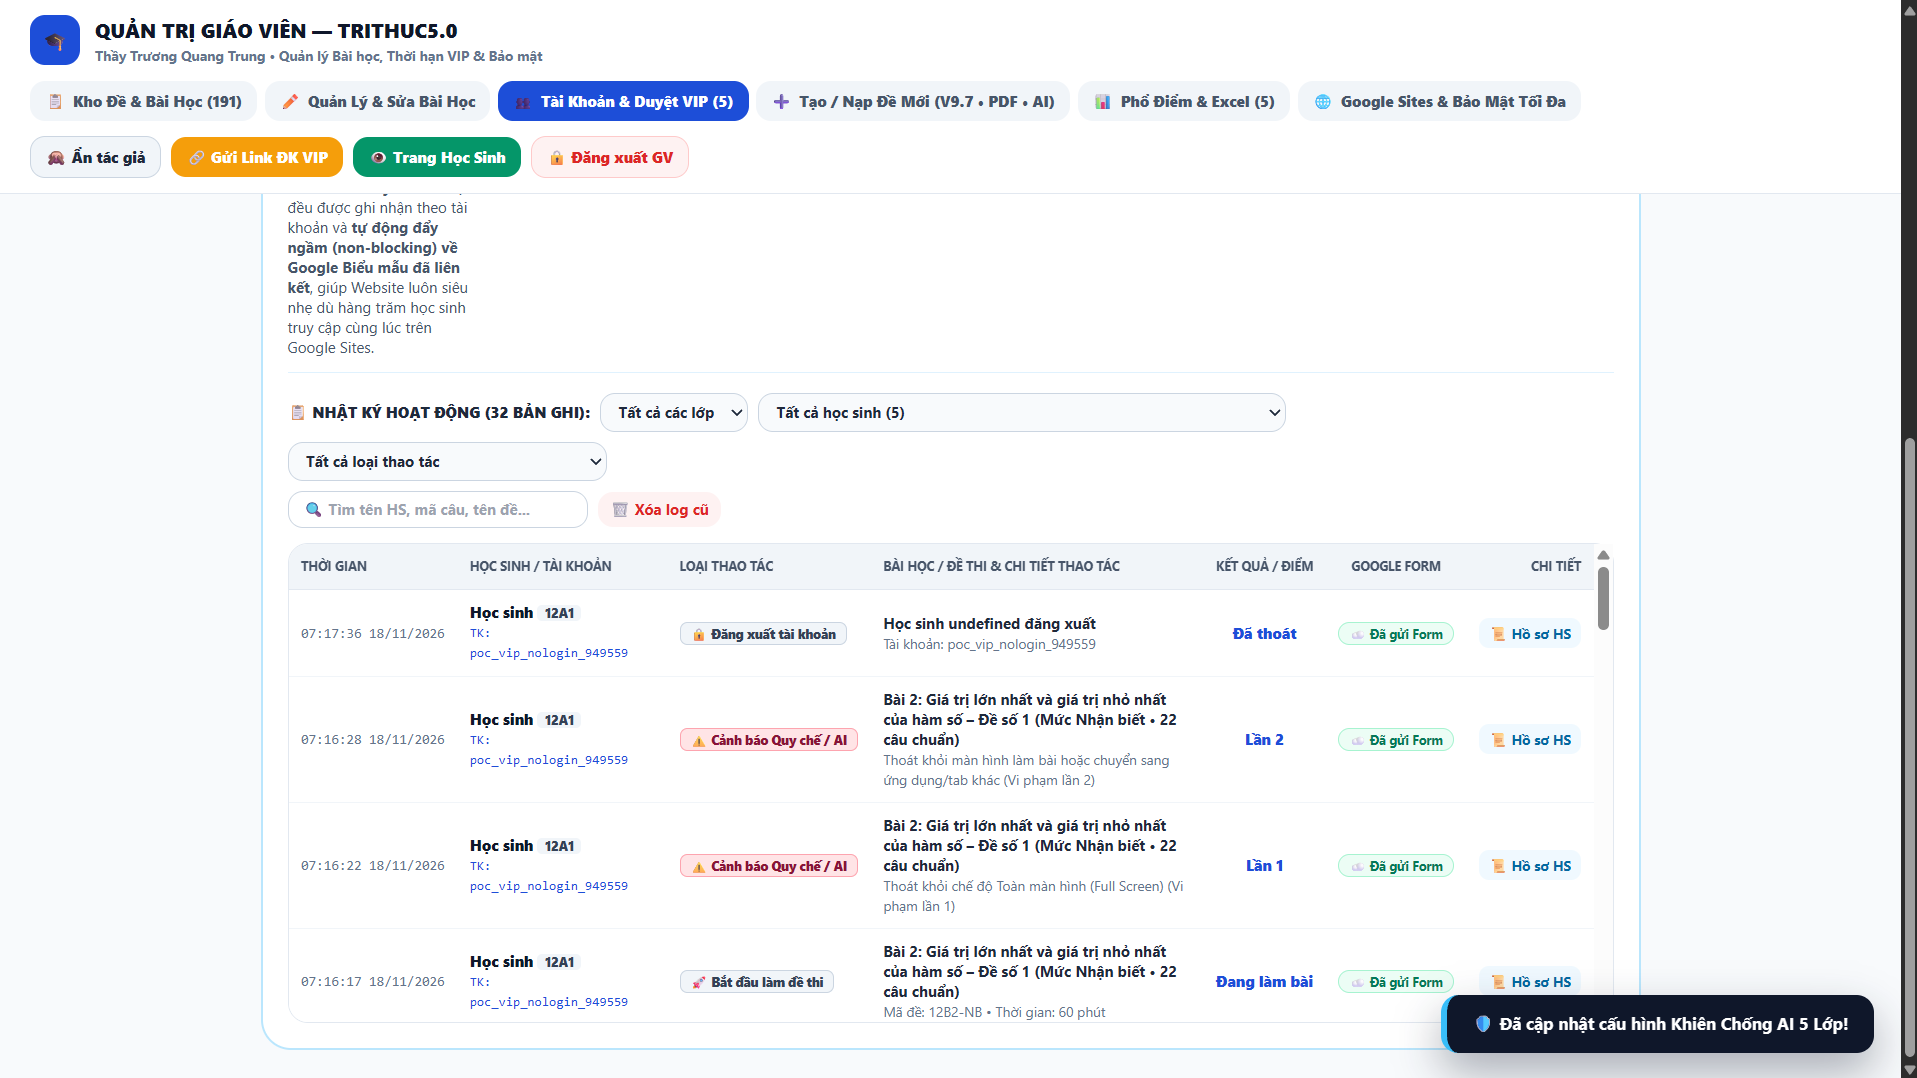 QUẢN TRỊ GIÁO VIÊN — TRITHUC5.0
Thầy Trương Quang Trung • Quản lý Bài học, Thời hạn VIP & Bảo mật
Kho Đề & Bài Học (191)
Quản Lý & Sửa Bài Học
Tài Khoản & Duyệt VIP (5)
Tạo / Nạp Đề Mới (V9.7 • PDF • AI)
Phổ Điểm & Excel (5)
Google Sites & Bảo Mật Tối Đa
Ẩn tác giả
Gửi Link ĐK VIP
Trang Học Sinh
Đăng xuất GV
đều được ghi nhận theo tài
khoản và tự động đẩy
ngầm (non-blocking) về
Google Biểu mẫu đã liên
kết, giúp Website luôn siêu
nhẹ dù hàng trăm học sinh
truy cập cùng lúc trên
Google Sites.
NHẬT KÝ HOẠT ĐỘNG (32 BẢN GHI):
Tất cả các lớp
Tất cả học sinh (5)
Tất cả loại thao tác
Tìm tên HS, mã câu, tên đề...
Xóa log cũ
THỜI GIAN
HỌC SINH / TÀI KHOẢN
LOẠI THAO TÁC
BÀI HỌC / ĐỀ THI & CHI TIẾT THAO TÁC
KẾT QUẢ / ĐIỂM
GOOGLE FORM
CHI TIẾT
07:17:36 18/11/2026
Học sinh 12A1
TK:
poc_vip_nologin_949559
Đăng xuất tài khoản
Học sinh undefined đăng xuất
Tài khoản: poc_vip_nologin_949559
Đã thoát
Đã gửi Form
Hồ sơ HS
07:16:28 18/11/2026
Học sinh 12A1
TK:
poc_vip_nologin_949559
Cảnh báo Quy chế / AI
Bài 2: Giá trị lớn nhất và giá trị nhỏ nhất
của hàm số – Đề số 1 (Mức Nhận biết • 22
câu chuẩn)
Thoát khỏi màn hình làm bài hoặc chuyển sang
ứng dụng/tab khác (Vi phạm lần 2)
Lần 2
Đã gửi Form
Hồ sơ HS
07:16:22 18/11/2026
Học sinh 12A1
TK:
poc_vip_nologin_949559
Cảnh báo Quy chế / AI
Bài 2: Giá trị lớn nhất và giá trị nhỏ nhất
của hàm số – Đề số 1 (Mức Nhận biết • 22
câu chuẩn)
Thoát khỏi chế độ Toàn màn hình (Full Screen) (Vi
phạm lần 1)
Lần 1
Đã gửi Form
Hồ sơ HS
07:16:17 18/11/2026
Học sinh 12A1
TK:
poc_vip_nologin_949559
Bắt đầu làm đề thi
Bài 2: Giá trị lớn nhất và giá trị nhỏ nhất
của hàm số – Đề số 1 (Mức Nhận biết • 22
câu chuẩn)
Mã đề: 12B2-NB • Thời gian: 60 phút
Đang làm bài
Đã gửi Form
Hồ sơ HS
Đã cập nhật cấu hình Khiên Chống AI 5 Lớp!